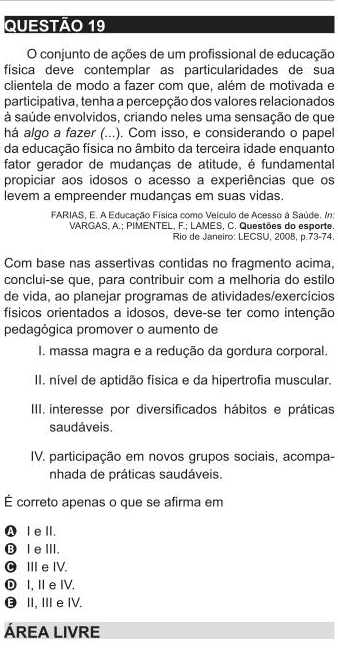 QUESTÃO 19
O conjunto de ações de um profissional de educação
física deve contemplar as particularidades de sua
clientela de modo a fazer com que, além de motivada e
participativa, tenha a percepção dos valores relacionados
à saúde envolvidos, criando neles uma sensação de que
há algo a fazer (...). Com isso, e considerando o papel
da educação física no âmbito da terceira idade enquanto
fator gerador de mudanças de atitude, é fundamental
propiciar aos idosos o acesso a experiências que os
levem a empreender mudanças em suas vidas.
FARIAS, E. A Educação Física como Veículo de Acesso à Saúde. In:
VARGAS, A.; PIMENTEL, F.; LAMES, C. Questões do esporte.
Rio de Janeiro: LECSU, 2008, p.73-74.
Com base nas assertivas contidas no fragmento acima,
conclui-se que, para contribuir com a melhoria do estilo
de vida, ao planejar programas de atividades/exercícios
físicos orientados a idosos, deve-se ter como intenção
pedagógica promover o aumento de
I. massa magra e a redução da gordura corporal.
II. nível de aptidão física e da hipertrofia muscular.
III. interesse por diversificados hábitos e práticas
saudáveis.
IV. participação em novos grupos sociais, acompa-
nhada de práticas saudáveis.
É correto apenas o que se afirma em
A I e II.
B I e III.
C III e IV.
D I, II e IV.
E II, III e IV.
ÁREA LIVRE